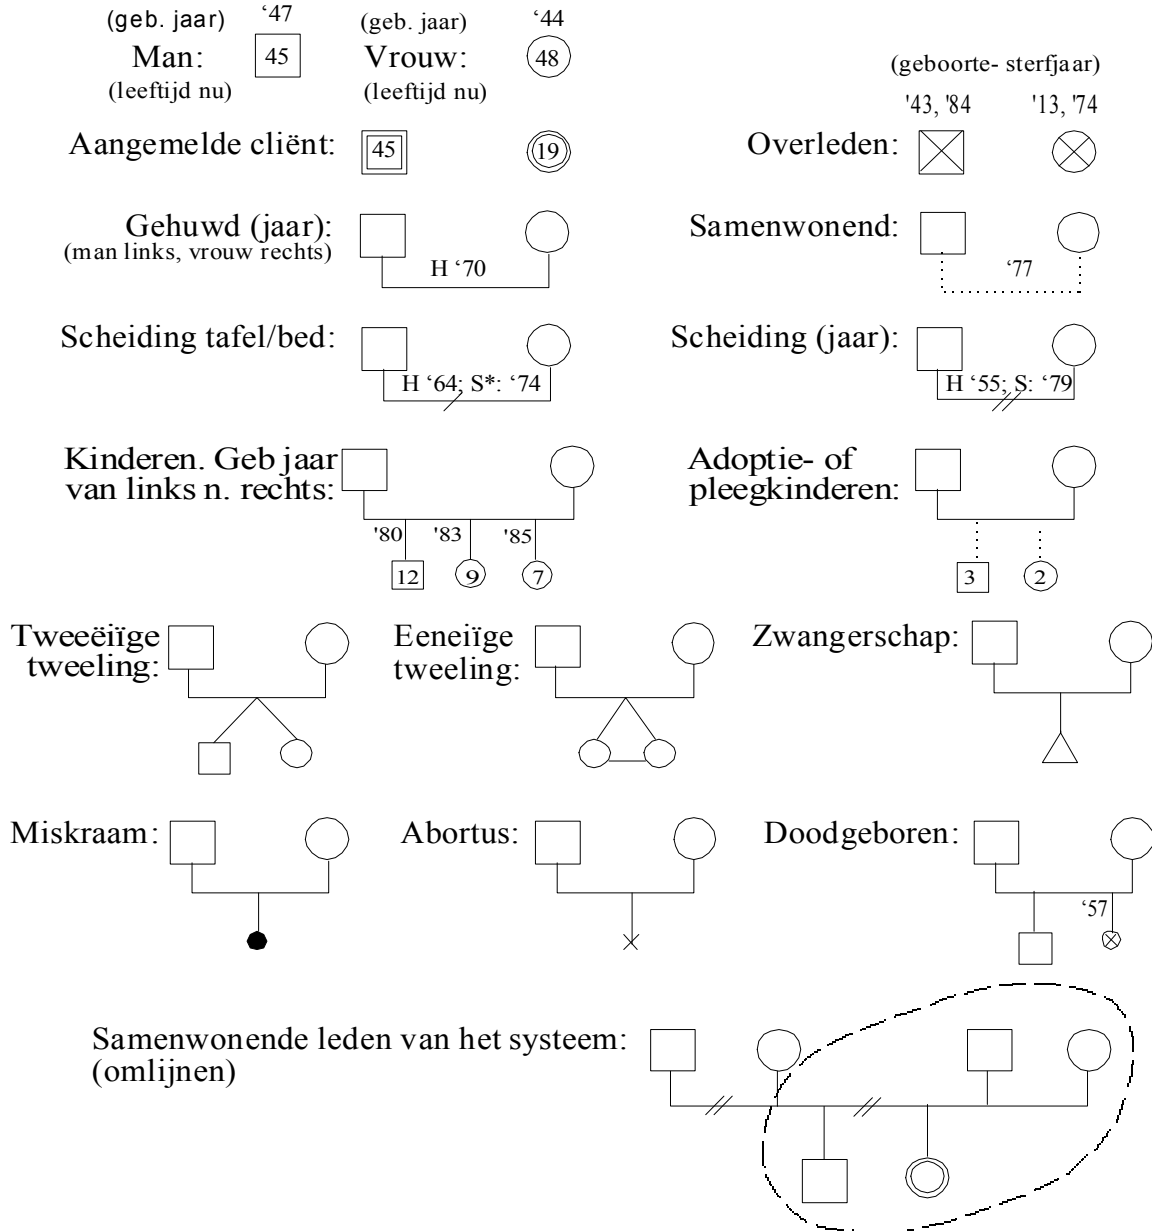 (geb. jaar) ‘47 (geb. jaar) ‘44
Man: 45 Vrouw: 48
(leeftijd nu) (leeftijd nu)
(geboorte- sterfjaar)
'43, '84 '13, '74
Aangemelde cliënt: 45 19 Overleden:
Gehuwd (jaar): Samenwonend:
(man links, vrouw rechts)
H ‘70 ‘77
Scheiding tafel/bed: Scheiding (jaar):
H ‘64; S*: ‘74 H ‘55; S: ‘79
Kinderen. Geb jaar Adoptie- of
van links n. rechts: pleegkinderen:
'80 '83 '85
12 9 7 3 2
Tweeëiïge Eeneiïge Zwangerschap:
tweeling: tweeling:
Miskraam: Abortus: Doodgeboren:
‘57
Samenwonende leden van het systeem:
(omlijnen)